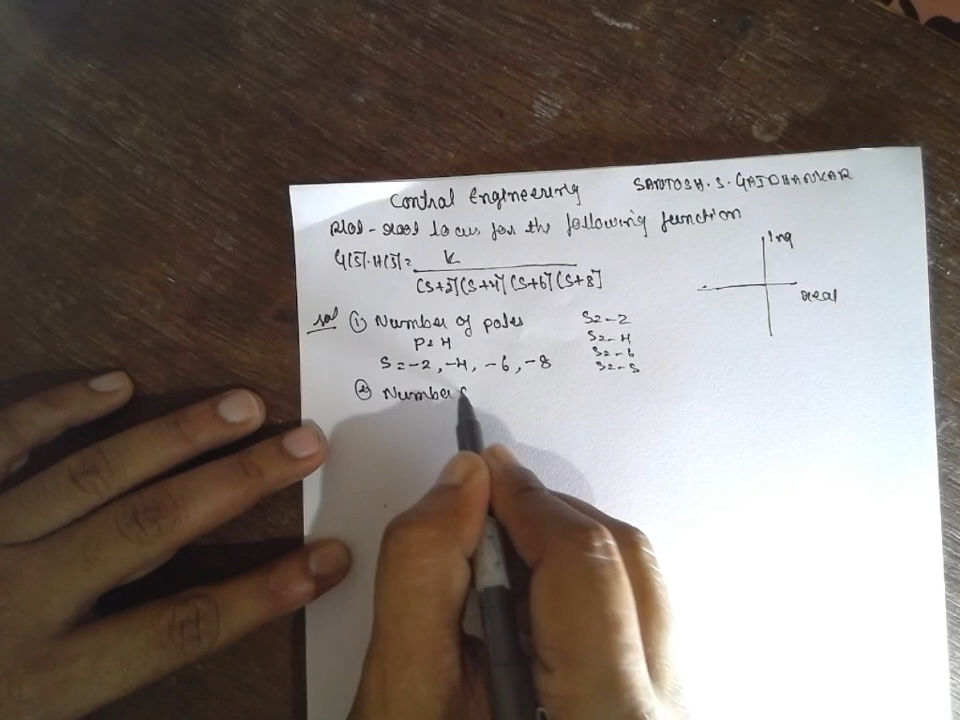 Control Engineering
SANTOSH.S.GAIDHANKAR
Plot-root locus for the following function
G(S).H(S)=
K
(S+2)(S+4)(S+6)(S+8)
Img
real
sol ① Number of poles
P=4
S=-2, -4, -6, -8
S=-2
S=-4
S=-6
S=-8
② Number